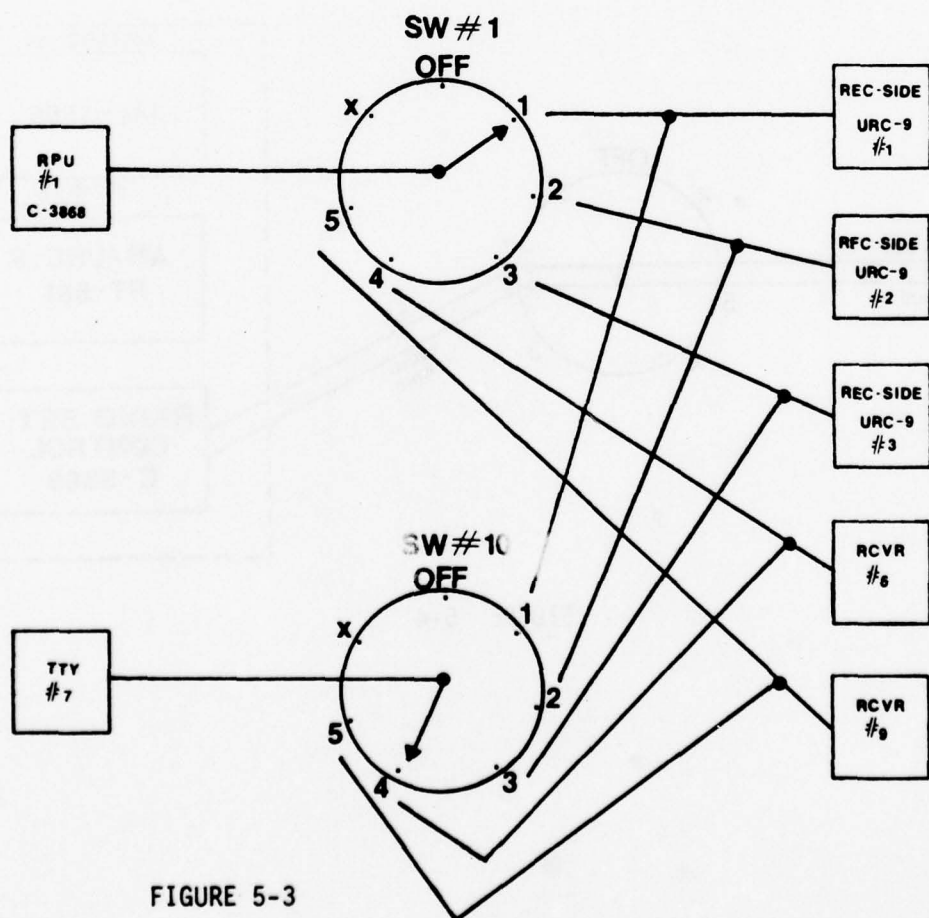 SW # 1
OFF
X
1
2
3
4
5
RPU
#1
C-3868
REC-SIDE
URC-9
#1
RFC-SIDE
URC-9
#2
REC-SIDE
URC-9
#3
RCVR
#6
RCVR
#9
SW # 10
OFF
X
1
2
3
4
5
TTY
#7
FIGURE 5-3